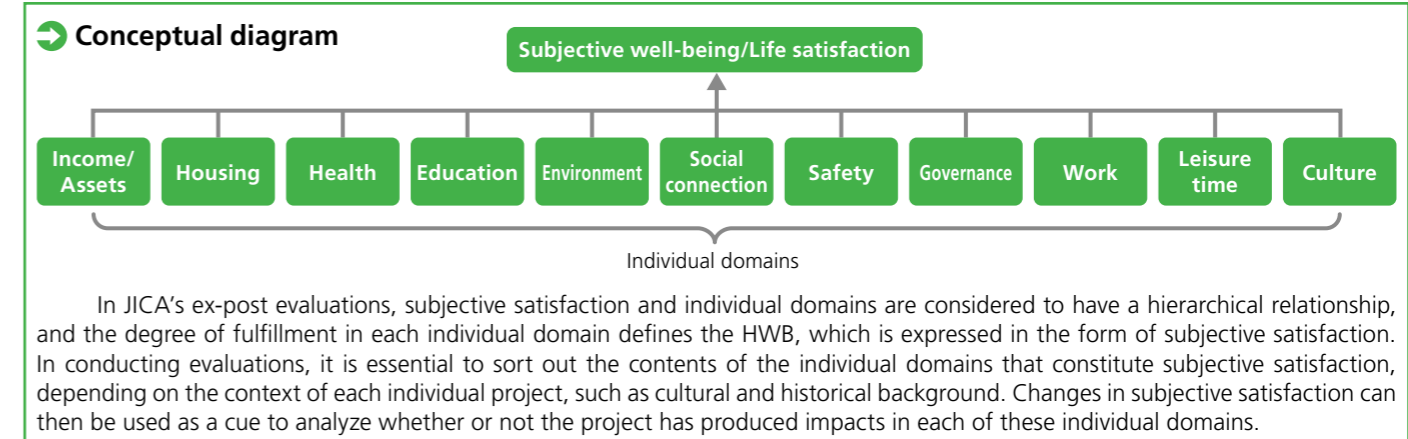 Conceptual diagram
Subjective well-being/Life satisfaction
Income/
Assets
Housing
Health
Education
Environment
Social
connection
Safety
Governance
Work
Leisure
time
Culture
Individual domains
In JICA's ex-post evaluations, subjective satisfaction and individual domains are considered to have a hierarchical relationship,
and the degree of fulfillment in each individual domain defines the HWB, which is expressed in the form of subjective satisfaction.
In conducting evaluations, it is essential to sort out the contents of the individual domains that constitute subjective satisfaction,
depending on the context of each individual project, such as cultural and historical background. Changes in subjective satisfaction can
then be used as a cue to analyze whether or not the project has produced impacts in each of these individual domains.